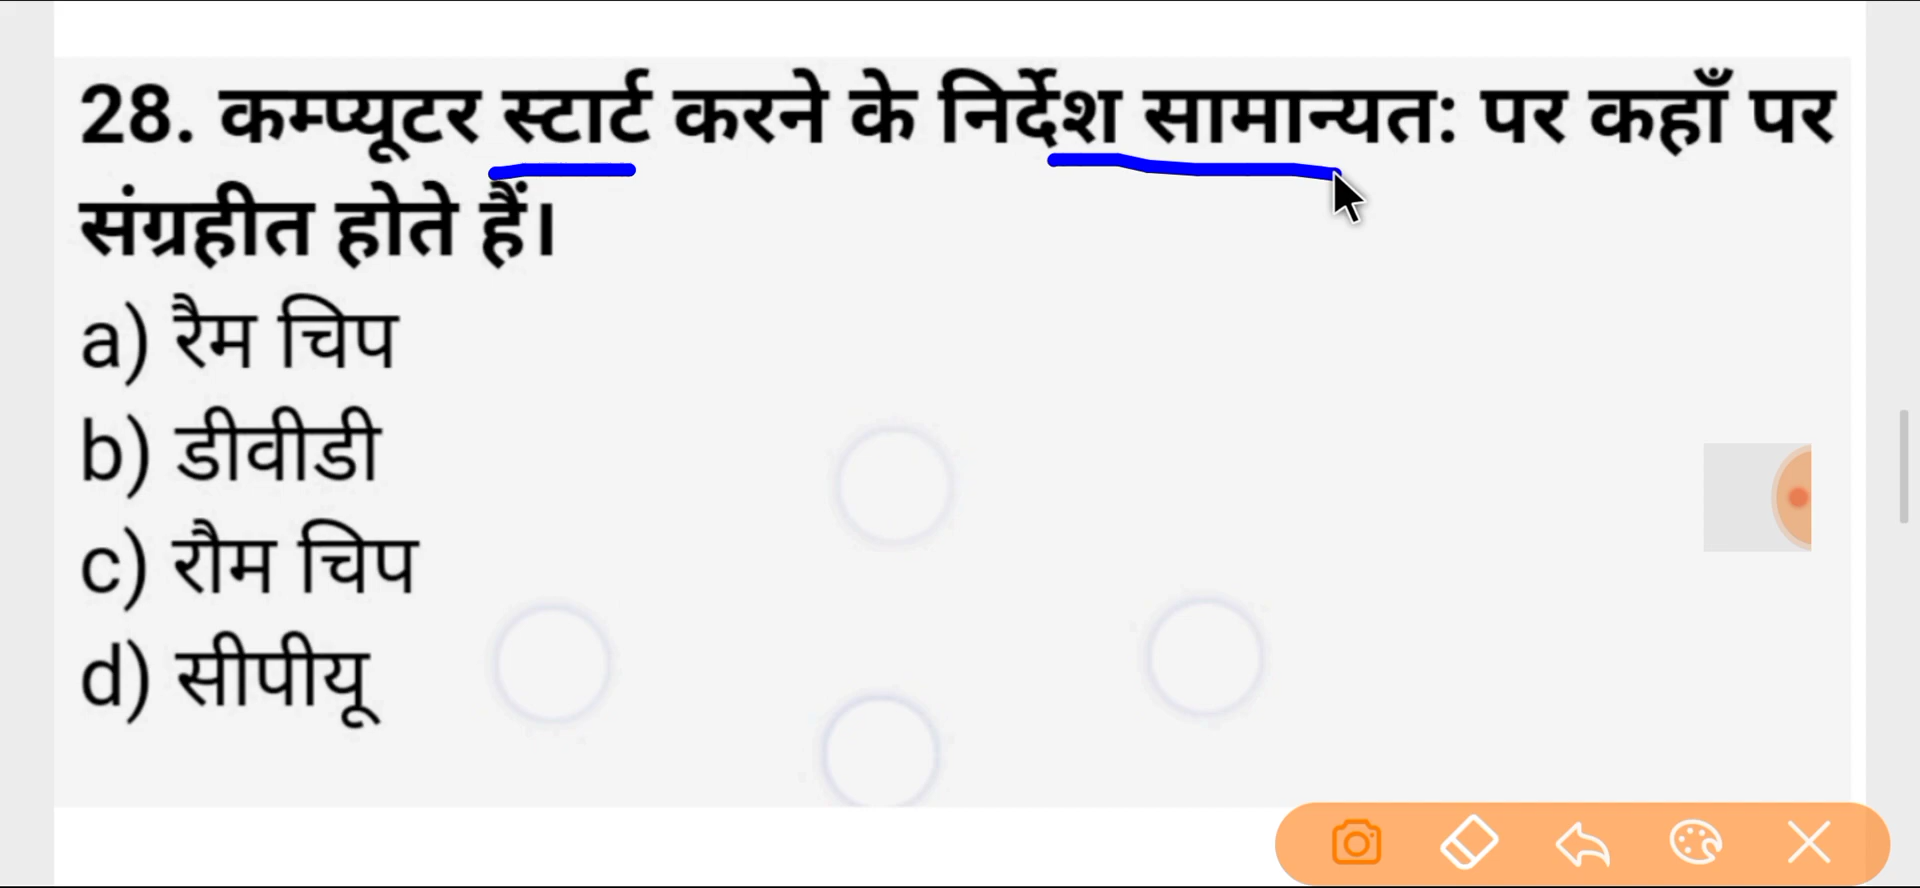 28. कम्प्यूटर स्टार्ट करने के निर्देश सामान्यत: पर कहाँ पर
संग्रहीत होते हैं।
a) रैम चिप
b) डीवीडी
c) रौम चिप
d) सीपीयू